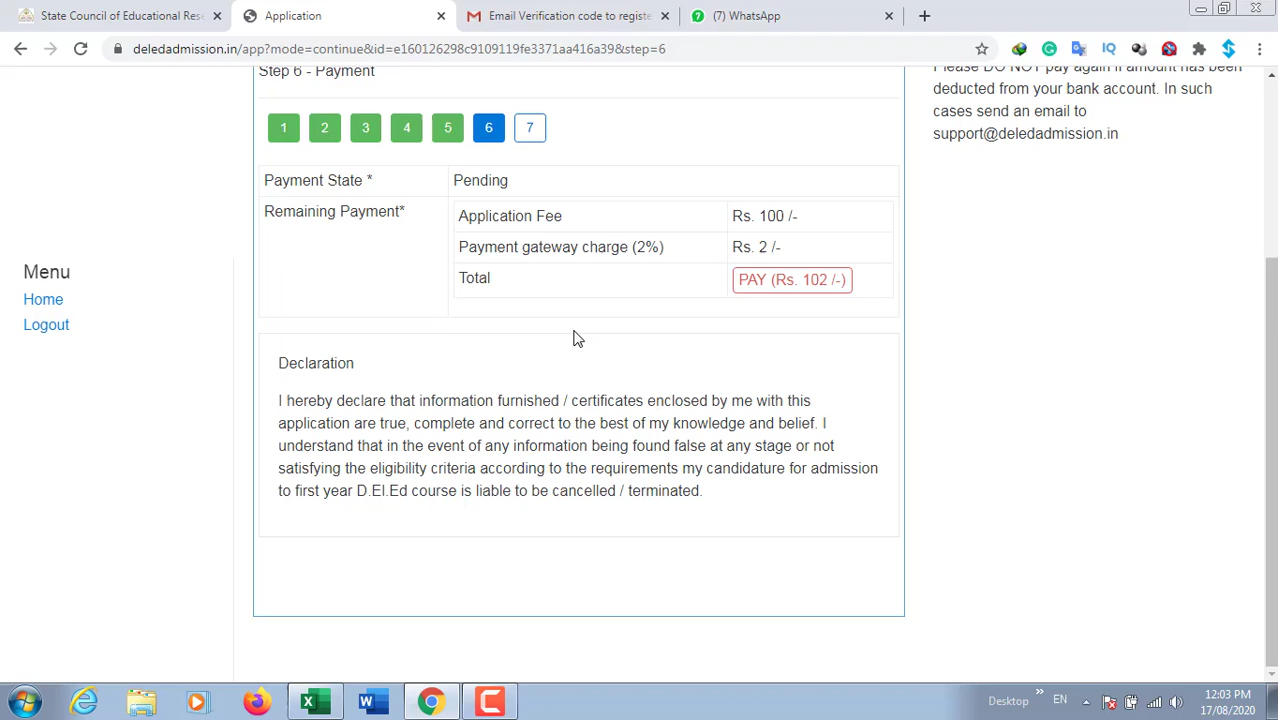 State Council of Educational Rese
Application
Email Verification code to registe
(7) WhatsApp
deledadmission.in/app?mode=continue&id=e160126298c9109119fe3371aa416a39&step=6
IQ
Step 6 - Payment
Please DO NOT pay again if amount has been
deducted from your bank account. In such
cases send an email to
support@deledadmission.in
1 2 3 4 5 6 7
Payment State * Pending
Remaining Payment*
Application Fee Rs. 100 /-
Payment gateway charge (2%) Rs. 2 /-
Total PAY (Rs. 102 /-)
Menu
Home
Logout
Declaration
I hereby declare that information furnished / certificates enclosed by me with this
application are true, complete and correct to the best of my knowledge and belief. I
understand that in the event of any information being found false at any stage or not
satisfying the eligibility criteria according to the requirements my candidature for admission
to first year D.El.Ed course is liable to be cancelled / terminated.
Desktop
EN
12:03 PM
17/08/2020